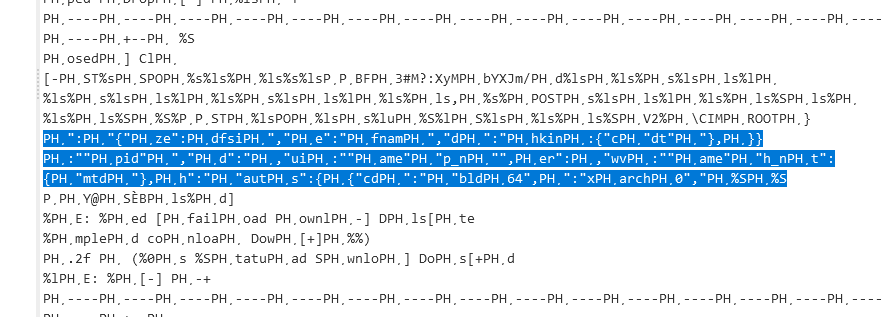 PH‚----PH‚----PH‚----PH‚----PH‚----PH‚----PH‚----PH‚----PH‚----PH‚----PH‚----PH‚----PH‚----PH‚----
PH‚----PH‚+--PH‚ %S
PH‚osedPH‚] ClPH‚
[-PH‚ST%sPH‚SPOPH‚%s%ls%PH‚%ls%s%lsP‚P‚BFPH‚3#M?:XyMPH‚bYXJm/PH‚d%lsPH‚%ls%PH‚s%lsPH‚ls%lPH‚
%ls%PH‚s%lsPH‚ls%lPH‚%ls%PH‚s%lsPH‚ls%lPH‚%ls%PH‚ls‚PH‚%s%PH‚POSTPH‚s%lsPH‚ls%lPH‚%ls%PH‚ls%SPH‚ls%PH‚
%ls%PH‚ls%SPH‚%S%P‚P‚STPH‚%lsPOPH‚%lsPH‚s%luPH‚%S%lPH‚S%lsPH‚%ls%PH‚ls%SPH‚V2%PH‚\CIMPH‚ROOTPH‚}
PH‚":PH‚"{"PH‚ze":PH‚dfsiPH‚","PH‚e":"PH‚fnamPH‚","dPH‚":"PH‚hkinPH‚:{"cPH‚"dt"PH‚"},PH‚}}
PH‚:""PH‚pid"PH‚","PH‚d":PH‚,"uiPH‚:""PH‚ame"PH‚"p_nPH‚"",PH‚er":PH‚,"wvPH‚:""PH‚ame"PH‚"h_nPH‚t":
{PH‚"mtdPH‚"},PH‚h":"PH‚"autPH‚s":{PH‚{"cdPH‚":"PH‚"bldPH‚64",PH‚":"xPH‚archPH‚0","PH‚%SPH‚%S
P‚PH‚Y@PH‚SÈBPH‚ls%PH‚d]
%PH‚E: %PH‚ed [PH‚failPH‚oad PH‚ownlPH‚-] DPH‚ls[PH‚te
%PH‚mplePH‚d coPH‚nloaPH‚ DowPH‚[+]PH‚%%)
PH‚.2f PH‚ (%0PH‚s %SPH‚tatuPH‚ad SPH‚wnloPH‚] DoPH‚s[+PH‚d
%lPH‚E: %PH‚[-] PH‚-+
PH‚----PH‚----PH‚----PH‚----PH‚----PH‚----PH‚----PH‚----PH‚----PH‚----PH‚----PH‚----PH‚----PH‚----